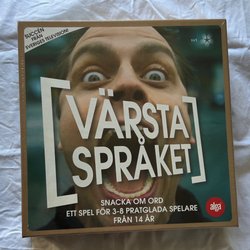 SUCCÉN
FRÅN
SVERIGES TELEVISION!
[VÄRSTA
SPRÅKET]
SNACKA OM ORD
ETT SPEL FÖR 3-8 PRATGLADA SPELARE
FRÅN 14 ÅR
alga